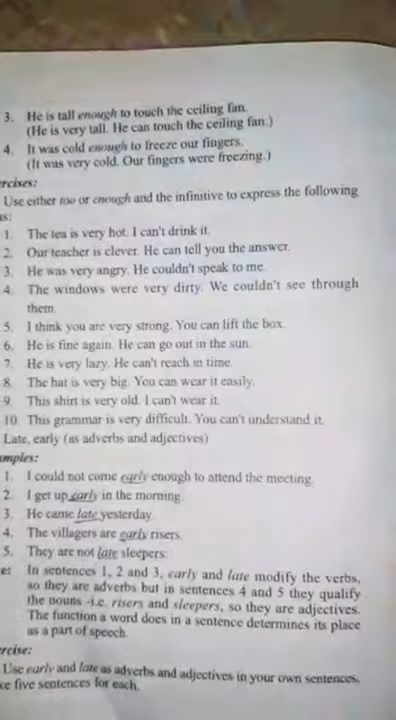 3. He is tall enough to touch the ceiling fan.
(He is very tall. He can touch the ceiling fan.)
4. It was cold enough to freeze our fingers.
(It was very cold. Our fingers were freezing.)
rcises:
Use either too or enough and the infinitive to express the following
s:
1. The tea is very hot. I can't drink it.
2. Our teacher is clever. He can tell you the answer.
3. He was very angry. He couldn't speak to me.
4. The windows were very dirty. We couldn't see through
them.
5. I think you are very strong. You can lift the box.
6. He is fine again. He can go out in the sun.
7. He is very lazy. He can't reach in time.
8. The hat is very big. You can wear it easily.
9. This shirt is very old. I can't wear it.
10. This grammar is very difficult. You can't understand it.
Late, early (as adverbs and adjectives)
mples:
1. I could not come early enough to attend the meeting.
2. I get up early in the morning.
3. He came late yesterday.
4. The villagers are early risers.
5. They are not late sleepers.
e: In sentences 1, 2 and 3, early and late modify the verbs,
so they are adverbs but in sentences 4 and 5 they qualify
the nouns -i.e. risers and sleepers, so they are adjectives.
The function a word does in a sentence determines its place
as a part of speech.
rcise:
Use early and late as adverbs and adjectives in your own sentences.
ke five sentences for each.